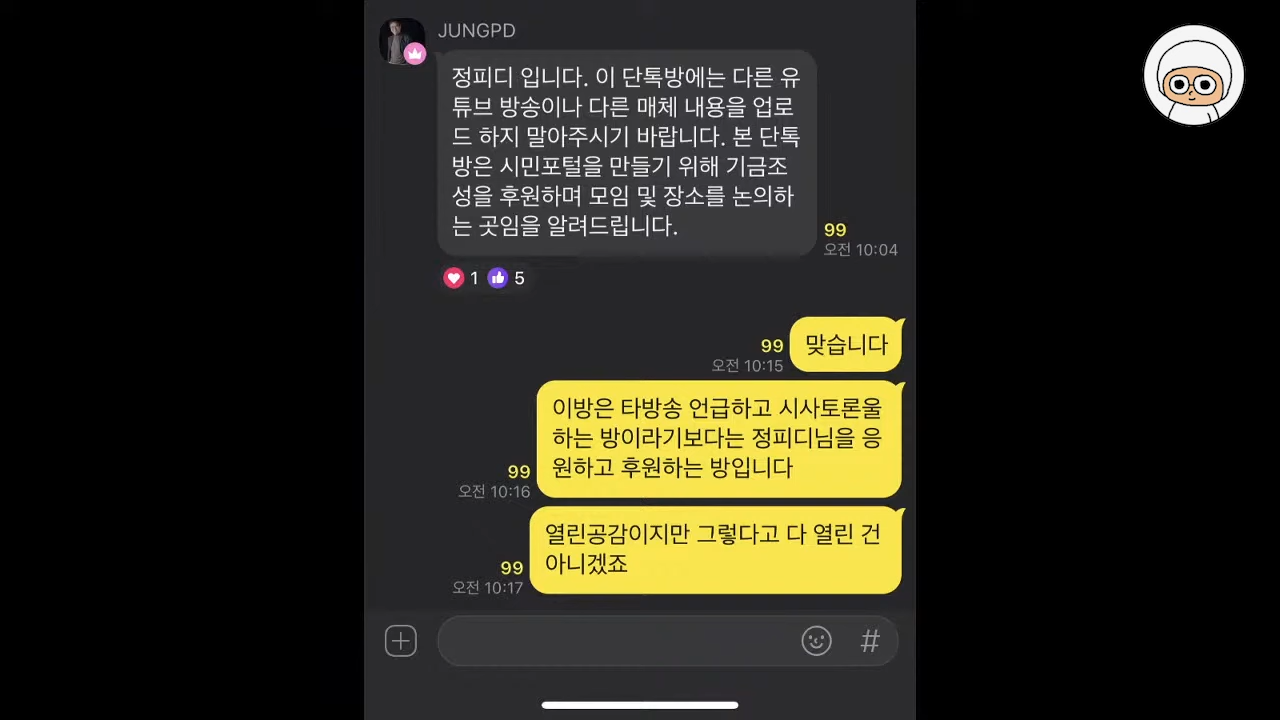 JUNGPD
정피디 입니다. 이 단톡방에는 다른 유
튜브 방송이나 다른 매체 내용을 업로
드 하지 말아주시기 바랍니다. 본 단톡
방은 시민포털을 만들기 위해 기금조
성을 후원하며 모임 및 장소를 논의하
는 곳임을 알려드립니다.
99
오전 10:04
1 5
맞습니다
99
오전 10:15
이방은 타방송 언급하고 시사토론울
하는 방이라기보다는 정피디님을 응
원하고 후원하는 방입니다
99
오전 10:16
열린공감이지만 그렇다고 다 열린 건
아니겠죠
99
오전 10:17
#